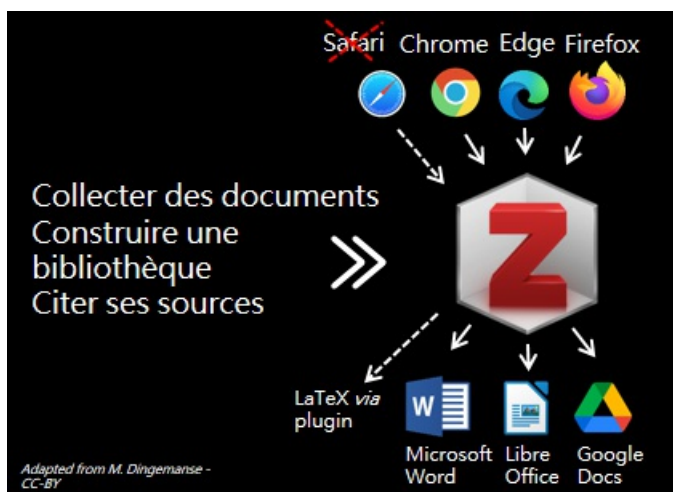 Safari Chrome Edge Firefox
Collecter des documents
Construire une
bibliothèque
Citer ses sources
Z
LaTeX via
plugin
W
Microsoft
Word
Libre
Office
Google
Docs
Adapted from M. Dingemanse -
CC-BY